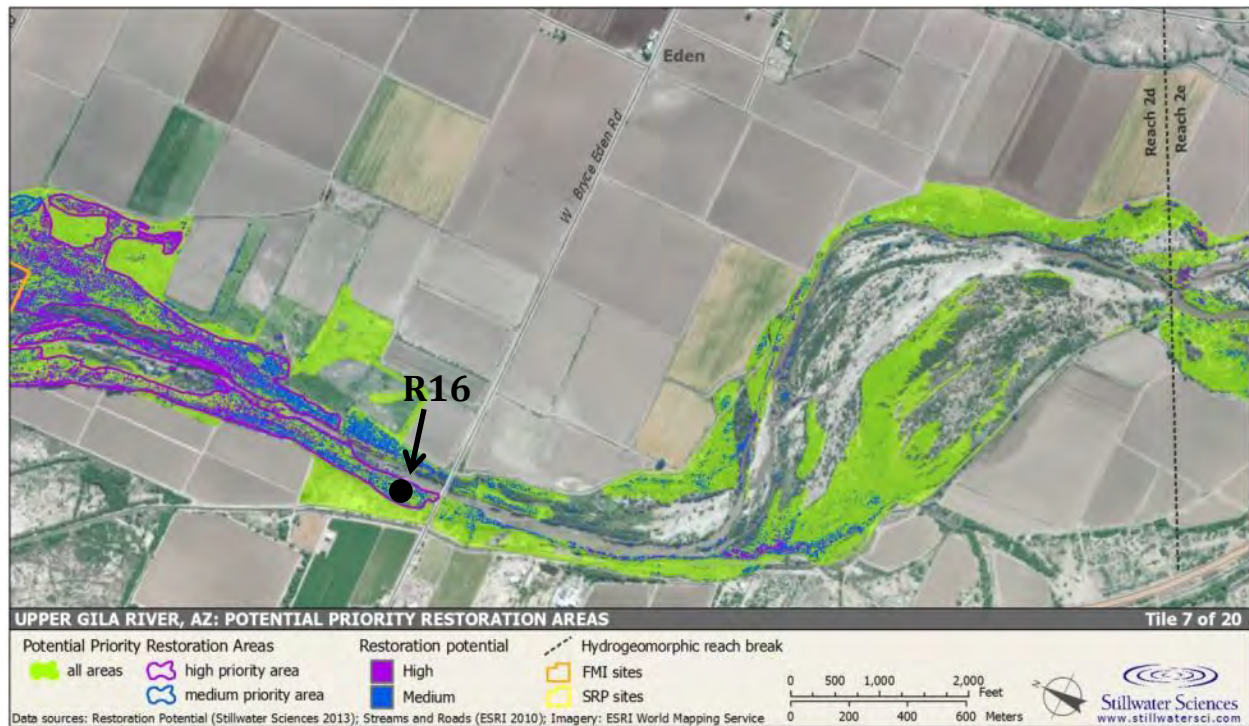 Eden
W Bryce Eden Rd
Reach 2d
Reach 2e
R16
UPPER GILA RIVER, AZ: POTENTIAL PRIORITY RESTORATION AREAS
Tile 7 of 20
Potential Priority Restoration Areas
all areas
high priority area
medium priority area
Restoration potential
High
Medium
Hydrogeomorphic reach break
FMI sites
SRP sites
0 500 1,000 2,000
Feet
0 200 400 600 Meters
N
Stillwater Sciences
www.stillwatersci.com
Data sources: Restoration Potential (Stillwater Sciences 2013); Streams and Roads (ESRI 2010); Imagery: ESRI World Mapping Service